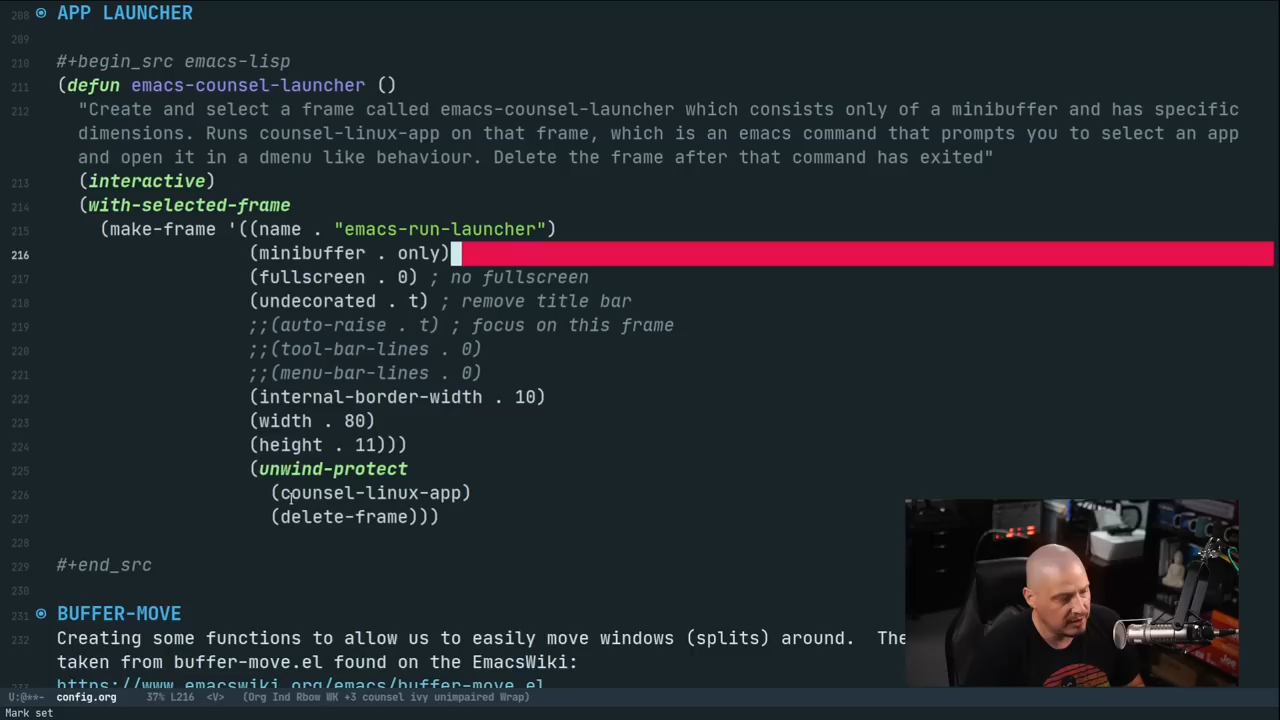 208 APP LAUNCHER
209
210 #+begin_src emacs-lisp
211 (defun emacs-counsel-launcher ()
212 "Create and select a frame called emacs-counsel-launcher which consists only of a minibuffer and has specific
dimensions. Runs counsel-linux-app on that frame, which is an emacs command that prompts you to select an app
and open it in a dmenu like behaviour. Delete the frame after that command has exited"
213 (interactive)
214 (with-selected-frame
215 (make-frame '((name . "emacs-run-launcher")
216 (minibuffer . only)
217 (fullscreen . 0) ; no fullscreen
218 (undecorated . t) ; remove title bar
219 ;;(auto-raise . t) ; focus on this frame
220 ;;(tool-bar-lines . 0)
221 ;;(menu-bar-lines . 0)
222 (internal-border-width . 10)
223 (width . 80)
224 (height . 11)))
225 (unwind-protect
226 (counsel-linux-app)
227 (delete-frame)))
228
229 #+end_src
230
231 BUFFER-MOVE
232 Creating some functions to allow us to easily move windows (splits) around. The
taken from buffer-move.el found on the EmacsWiki:
https://www.emacswiki.org/emacs/buffer-move.el
U:@**- config.org 37% L216 <V> (Org Ind Rbow WK +3 counsel ivy unimpaired Wrap)
Mark set